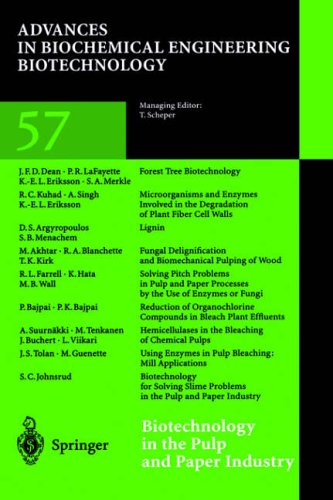 ADVANCES
IN BIOCHEMICAL ENGINEERING
BIOTECHNOLOGY
Managing Editor:
T. Scheper
57
J. F. D. Dean · P. R. LaFayette
K.-E. L. Eriksson · S. A. Merkle
Forest Tree Biotechnology
R. C. Kuhad · A. Singh
K.-E. L. Eriksson
Microorganisms and Enzymes
Involved in the Degradation
of Plant Fiber Cell Walls
D. S. Argyropoulos
S. B. Menachem
Lignin
M. Akhtar · R. A. Blanchette
T. K. Kirk
Fungal Delignification
and Biomechanical Pulping of Wood
R. L. Farrell · K. Hata
M. B. Wall
Solving Pitch Problems
in Pulp and Paper Processes
by the Use of Enzymes or Fungi
P. Bajpai · P. K. Bajpai
Reduction of Organochlorine
Compounds in Bleach Plant Effluents
A. Suurnäkki · M. Tenkanen
J. Buchert · L. Viikari
Hemicellulases in the Bleaching
of Chemical Pulps
J. S. Tolan · M. Guenette
Using Enzymes in Pulp Bleaching:
Mill Applications
S. C. Johnsrud
Biotechnology
for Solving Slime Problems
in the Pulp and Paper Industry
Biotechnology
in the Pulp
and Paper Industry
Springer